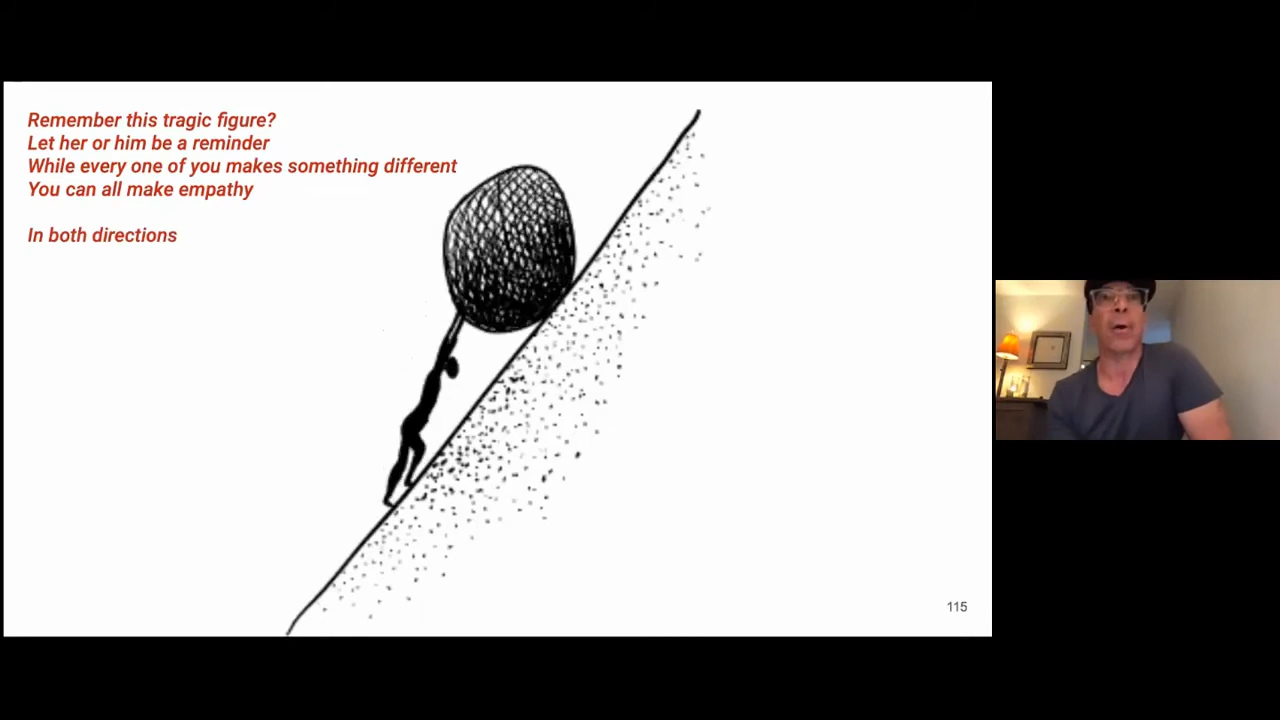 Remember this tragic figure?
Let her or him be a reminder
While every one of you makes something different
You can all make empathy
In both directions
115